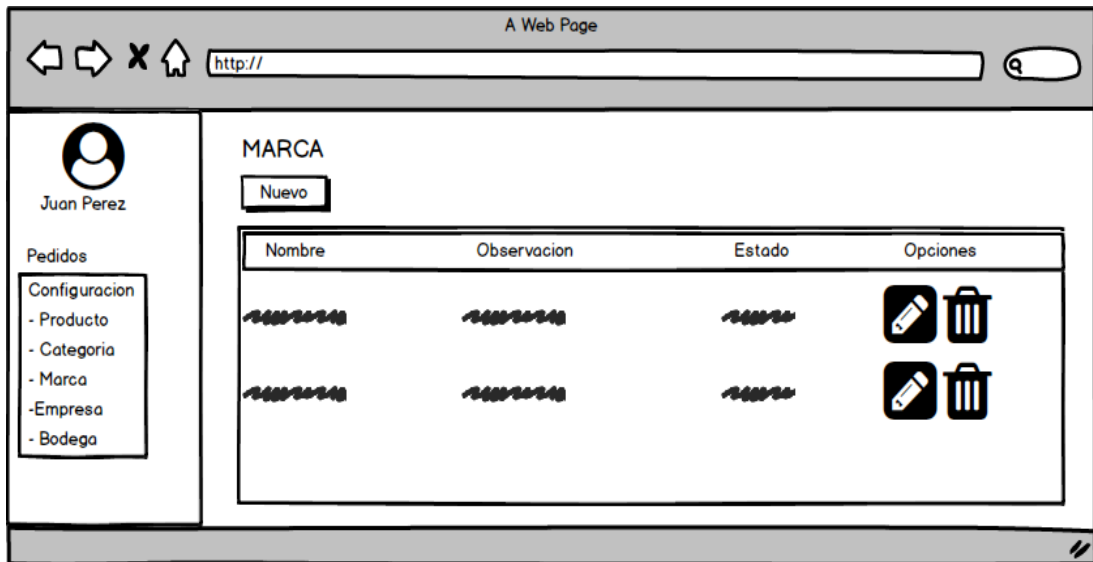 A Web Page
http://
Juan Perez
Pedidos
Configuracion
- Producto
- Categoria
- Marca
-Empresa
- Bodega
MARCA
Nuevo
Nombre Observacion Estado Opciones